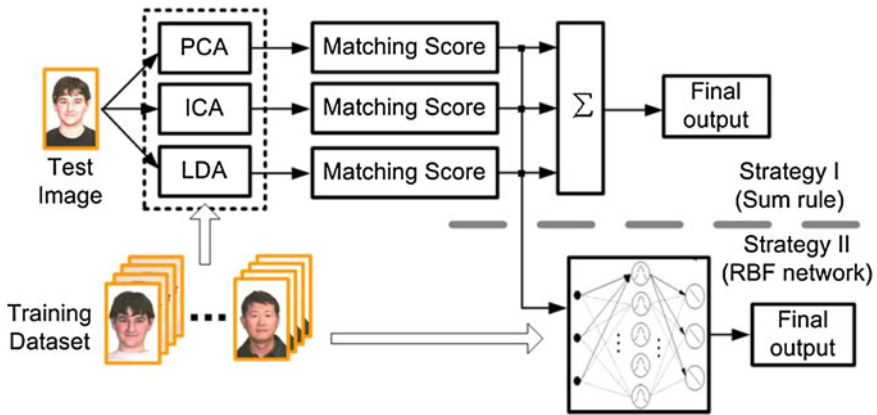 PCA
Matching Score
ICA
Matching Score
LDA
Matching Score
Σ
Final
output
Test
Image
Strategy I
(Sum rule)
Strategy II
(RBF network)
Training
Dataset
Final
output